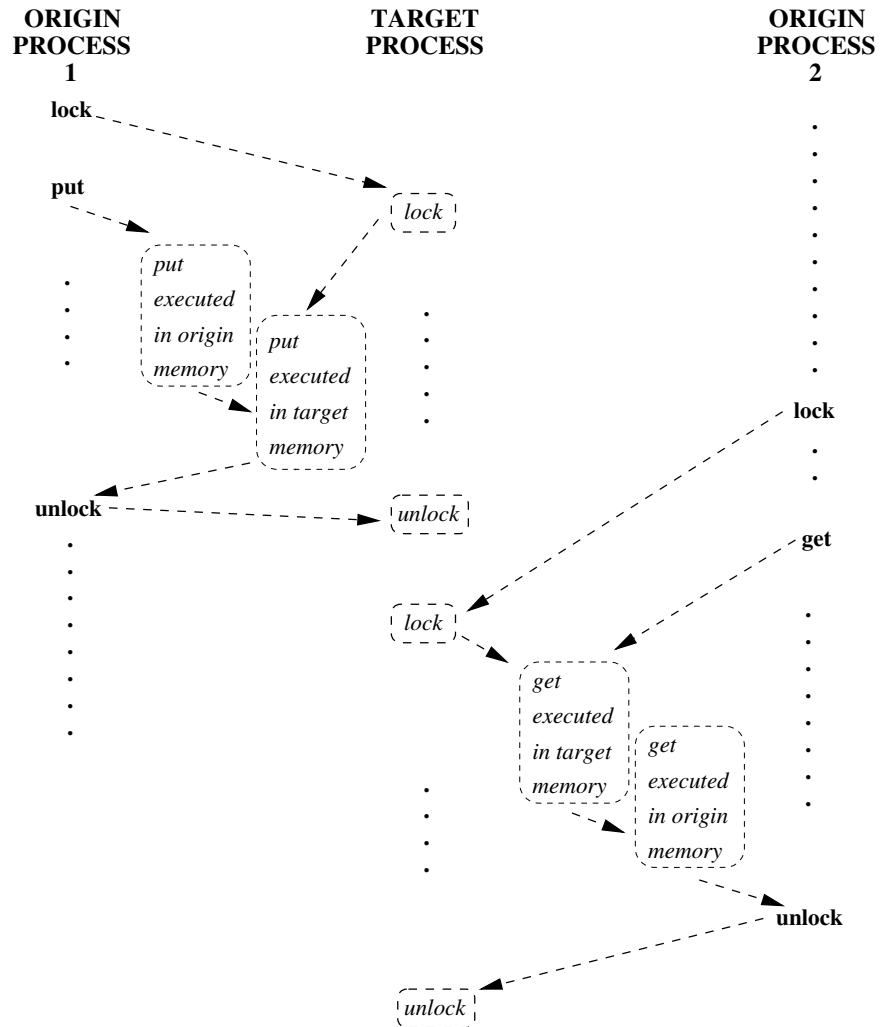 ORIGIN
PROCESS
1
TARGET
PROCESS
ORIGIN
PROCESS
2
lock
put
lock
put
executed
in origin
memory
put
executed
in target
memory
lock
unlock
unlock
get
lock
get
executed
in target
memory
get
executed
in origin
memory
unlock
unlock